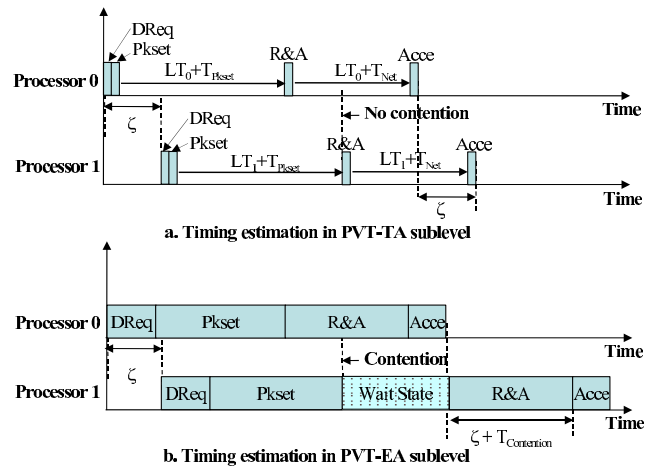 DReq
Pkset
R&A
Acce
Processor 0
LT0+TPkset
LT0+TNet
Time
ζ
DReq
No contention
Pkset
R&A
Acce
Processor 1
LT1+TPkset
LT1+TNet
ζ
Time
a. Timing estimation in PVT-TA sublevel
Processor 0
DReq
Pkset
R&A
Acce
Time
ζ
Contention
Processor 1
DReq
Pkset
Wait State
R&A
Acce
Time
ζ + TContention
b. Timing estimation in PVT-EA sublevel